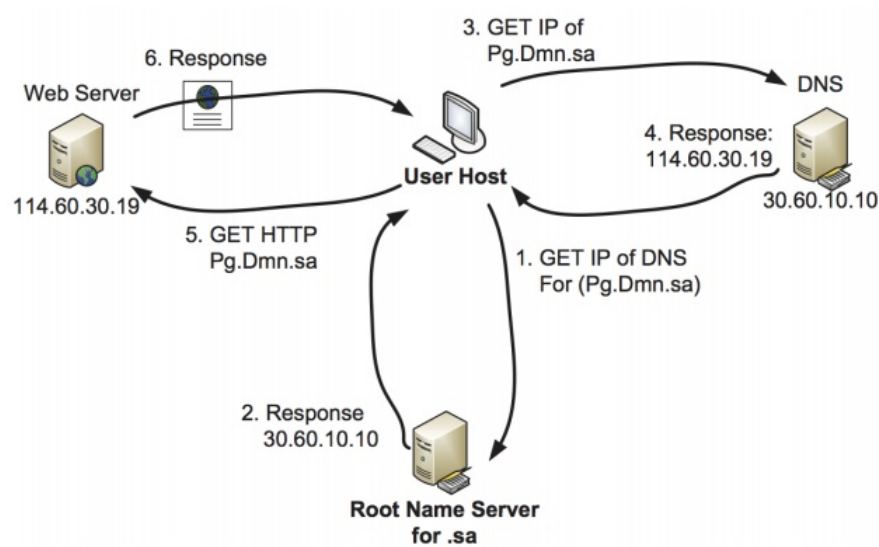 3. GET IP of
Pg.Dmn.sa
6. Response
Web Server
DNS
4. Response:
114.60.30.19
User Host
114.60.30.19
30.60.10.10
5. GET HTTP
Pg.Dmn.sa
1. GET IP of DNS
For (Pg.Dmn.sa)
2. Response
30.60.10.10
Root Name Server
for .sa